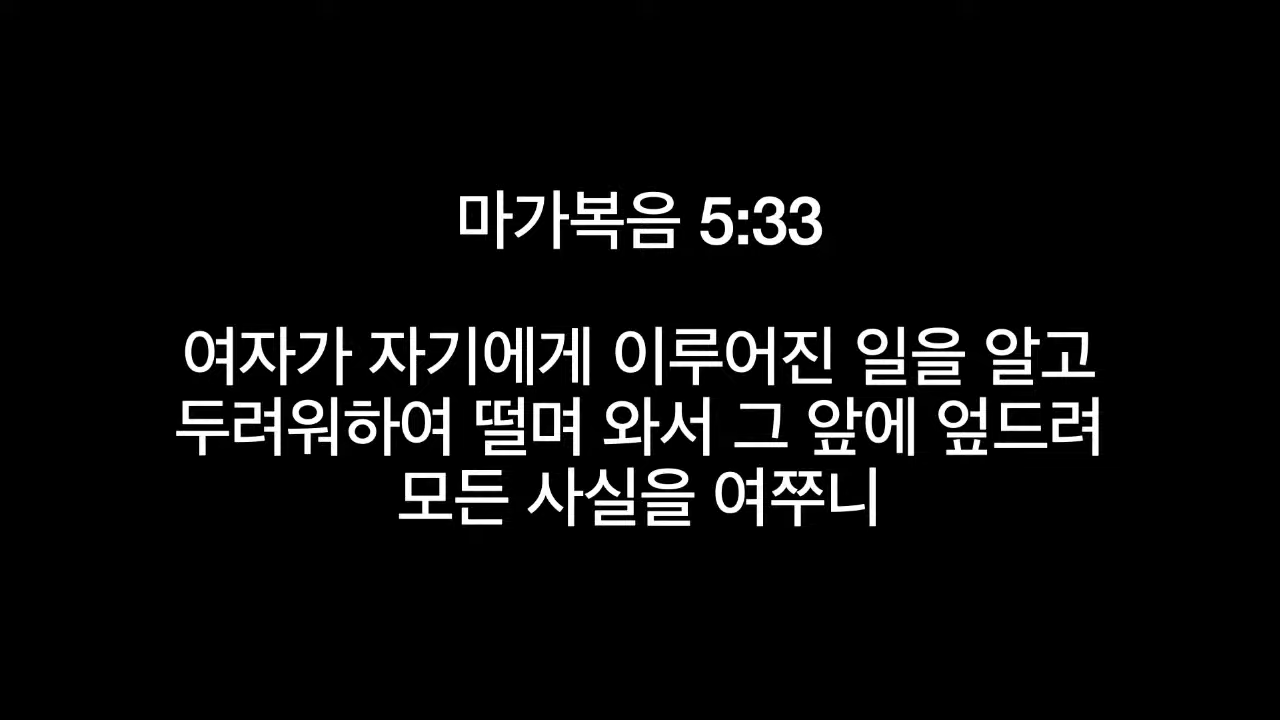 마가복음 5:33
여자가 자기에게 이루어진 일을 알고
두려워하여 떨며 와서 그 앞에 엎드려
모든 사실을 여쭈니